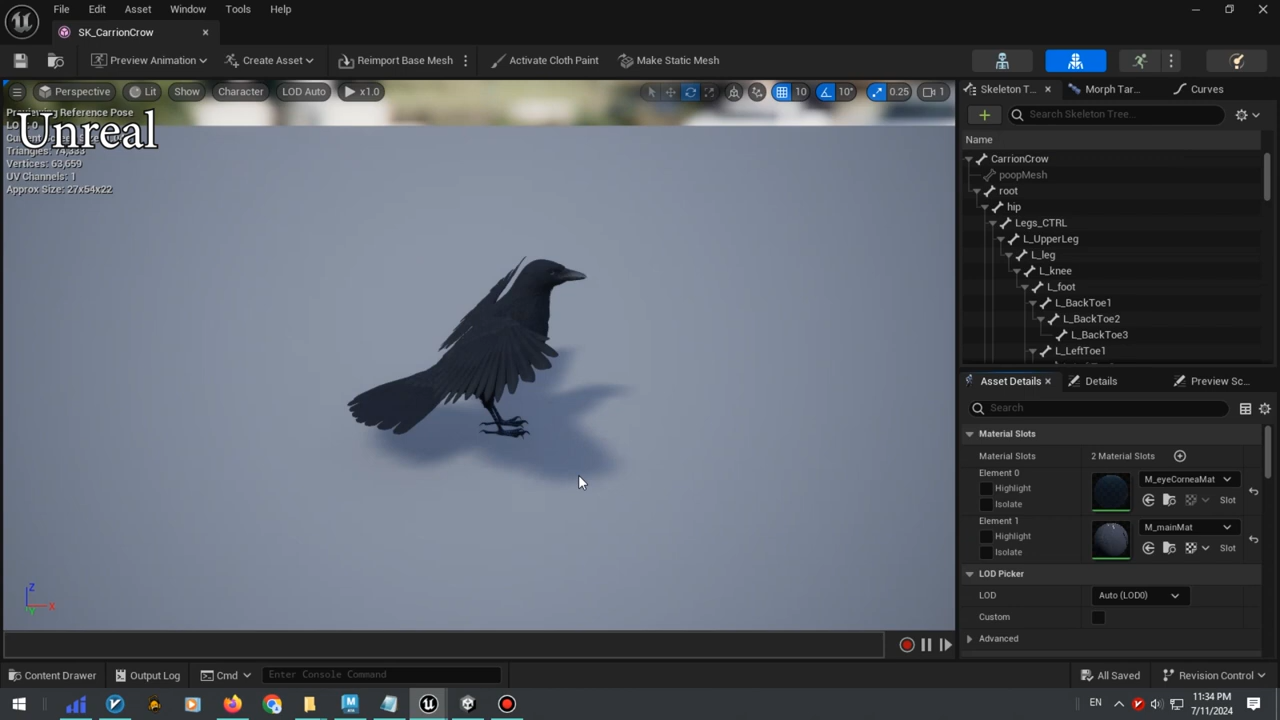 File Edit Asset Window Tools Help
SK_CarrionCrow
Preview Animation Create Asset Reimport Base Mesh Activate Cloth Paint Make Static Mesh
Perspective Lit Show Character LOD Auto x1.0 10 10° 0.25 1
Previewing Reference Pose
Unreal
Vertices: 63,659
UV Channels: 1
Approx Size: 27x54x22
Skeleton T... Morph Tar... Curves
Search Skeleton Tree...
Name
CarrionCrow
poopMesh
root
hip
Legs_CTRL
L_UpperLeg
L_leg
L_knee
L_foot
L_BackToe1
L_BackToe2
L_BackToe3
L_LeftToe1
Asset Details Details Preview Sc...
Search
Material Slots
Material Slots 2 Material Slots
Element 0
Highlight
Isolate
M_eyeCorneaMat
Slot
Element 1
Highlight
Isolate
M_mainMat
Slot
LOD Picker
LOD Auto (LOD0)
Custom
Advanced
Z
X
Content Drawer Output Log Cmd Enter Console Command All Saved Revision Control
EN 11:34 PM
7/11/2024